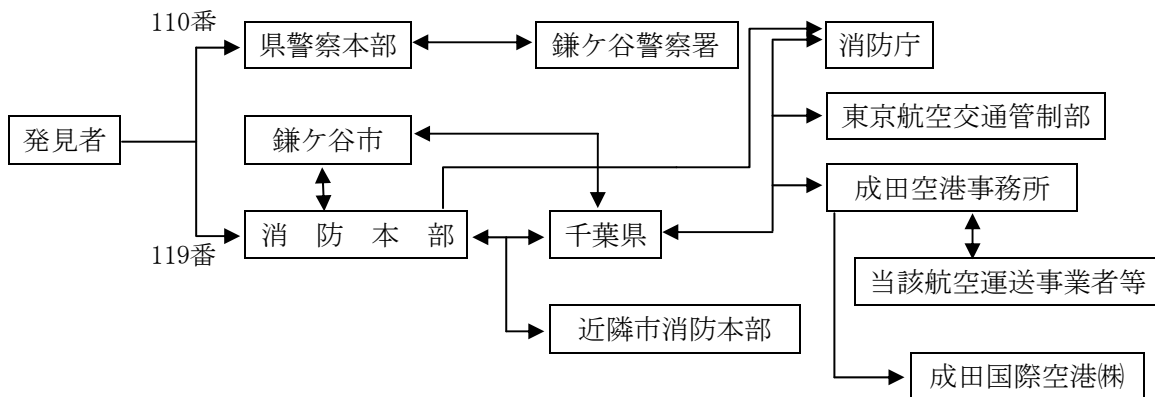 110番
県警察本部
鎌ケ谷警察署
消防庁
東京航空交通管制部
発見者
鎌ケ谷市
成田空港事務所
消防本部
千葉県
119番
当該航空運送事業者等
近隣市消防本部
成田国際空港㈱